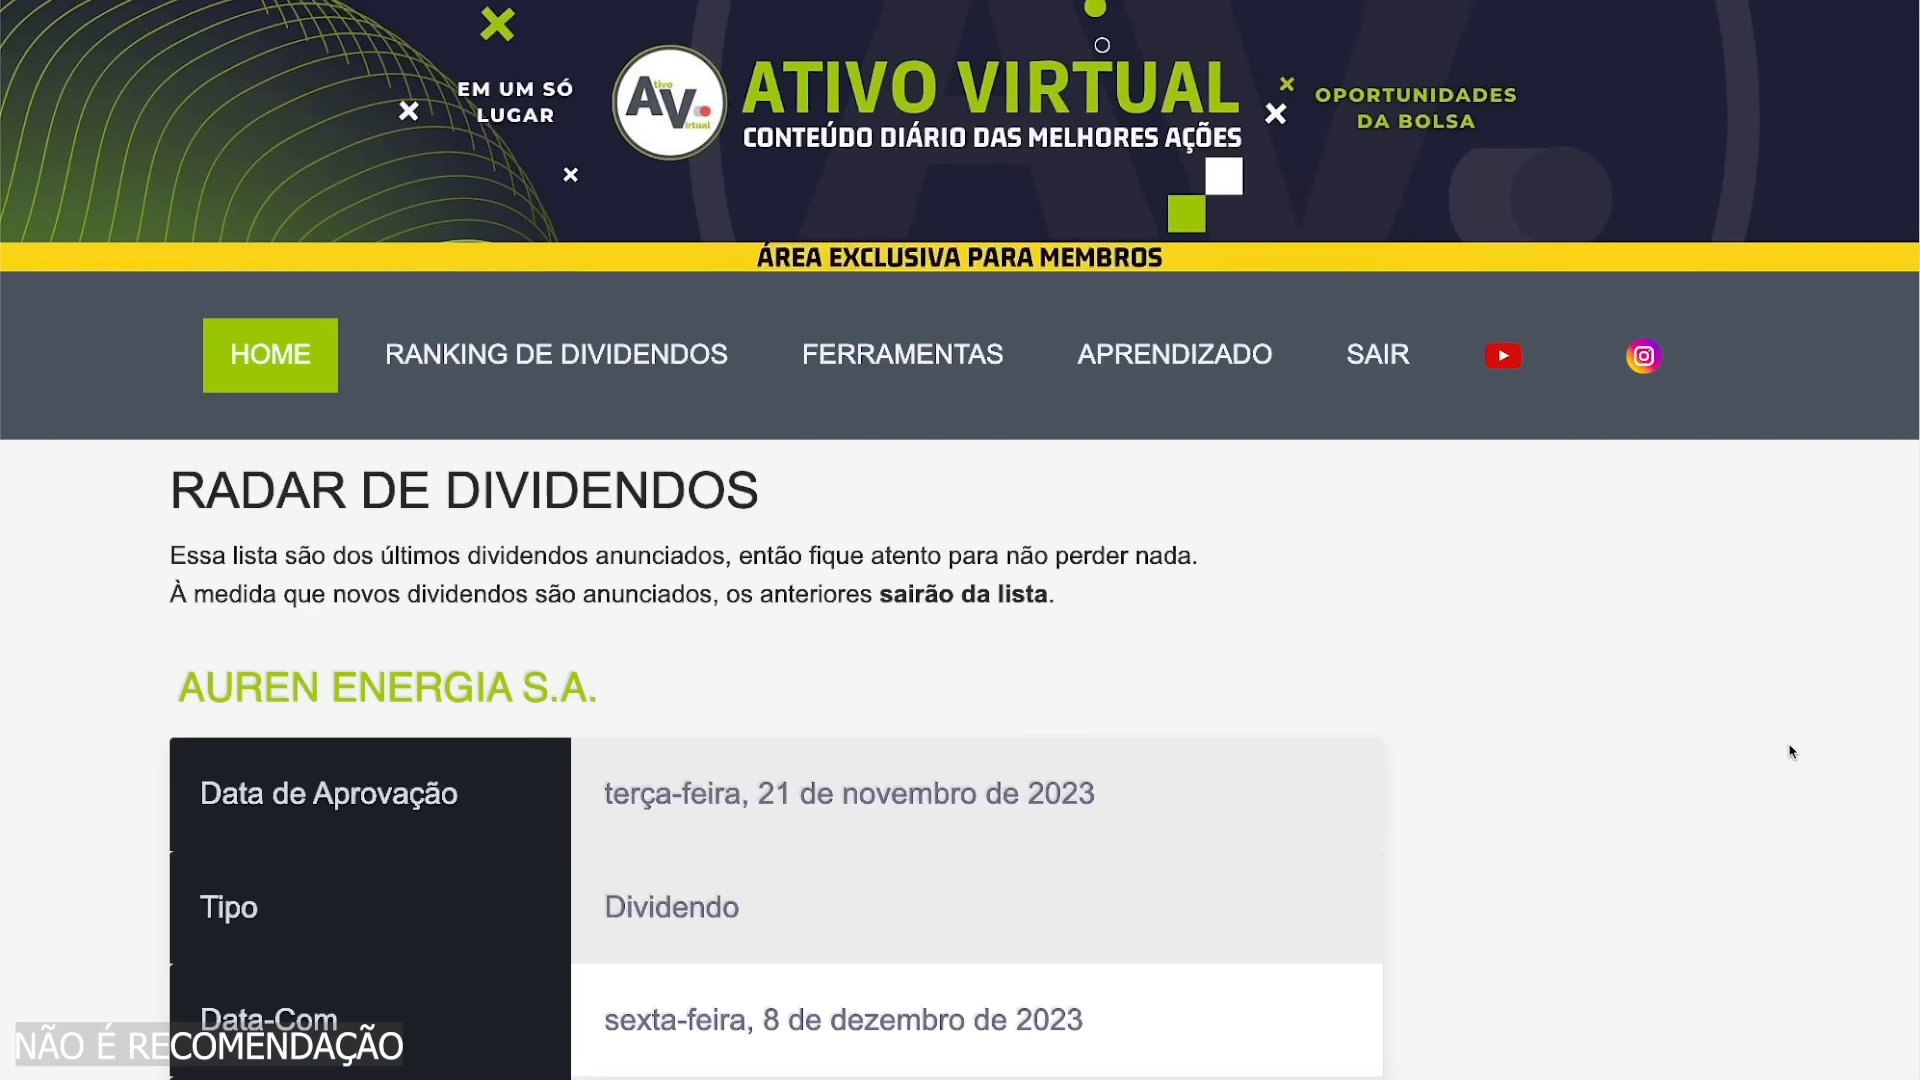 EM UM SÓ
LUGAR
Ativo
Virtual
ATIVO VIRTUAL
CONTEÚDO DIÁRIO DAS MELHORES AÇÕES
OPORTUNIDADES
DA BOLSA
ÁREA EXCLUSIVA PARA MEMBROS
HOME RANKING DE DIVIDENDOS FERRAMENTAS APRENDIZADO SAIR
RADAR DE DIVIDENDOS
Essa lista são dos últimos dividendos anunciados, então fique atento para não perder nada.
À medida que novos dividendos são anunciados, os anteriores sairão da lista.
AUREN ENERGIA S.A.
Data de Aprovação terça-feira, 21 de novembro de 2023
Tipo Dividendo
Data-Com sexta-feira, 8 de dezembro de 2023
NÃO É RECOMENDAÇÃO